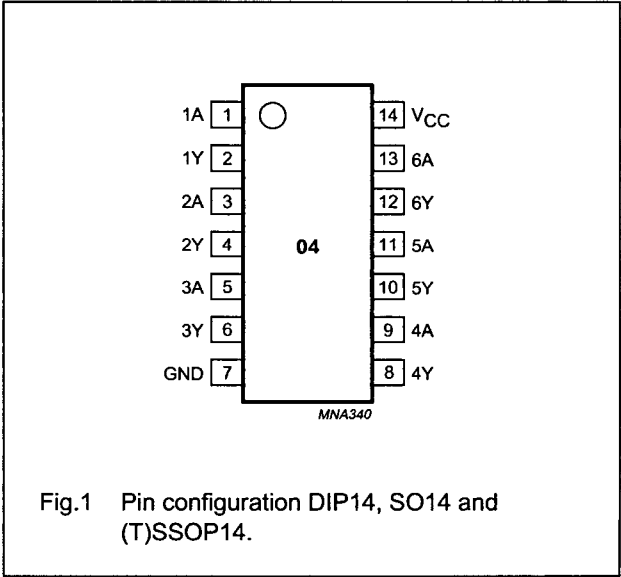 1A 1 14 VCC
1Y 2 13 6A
2A 3 12 6Y
2Y 4 04 11 5A
3A 5 10 5Y
3Y 6 9 4A
GND 7 8 4Y
MNA340
Fig.1 Pin configuration DIP14, SO14 and
(T)SSOP14.